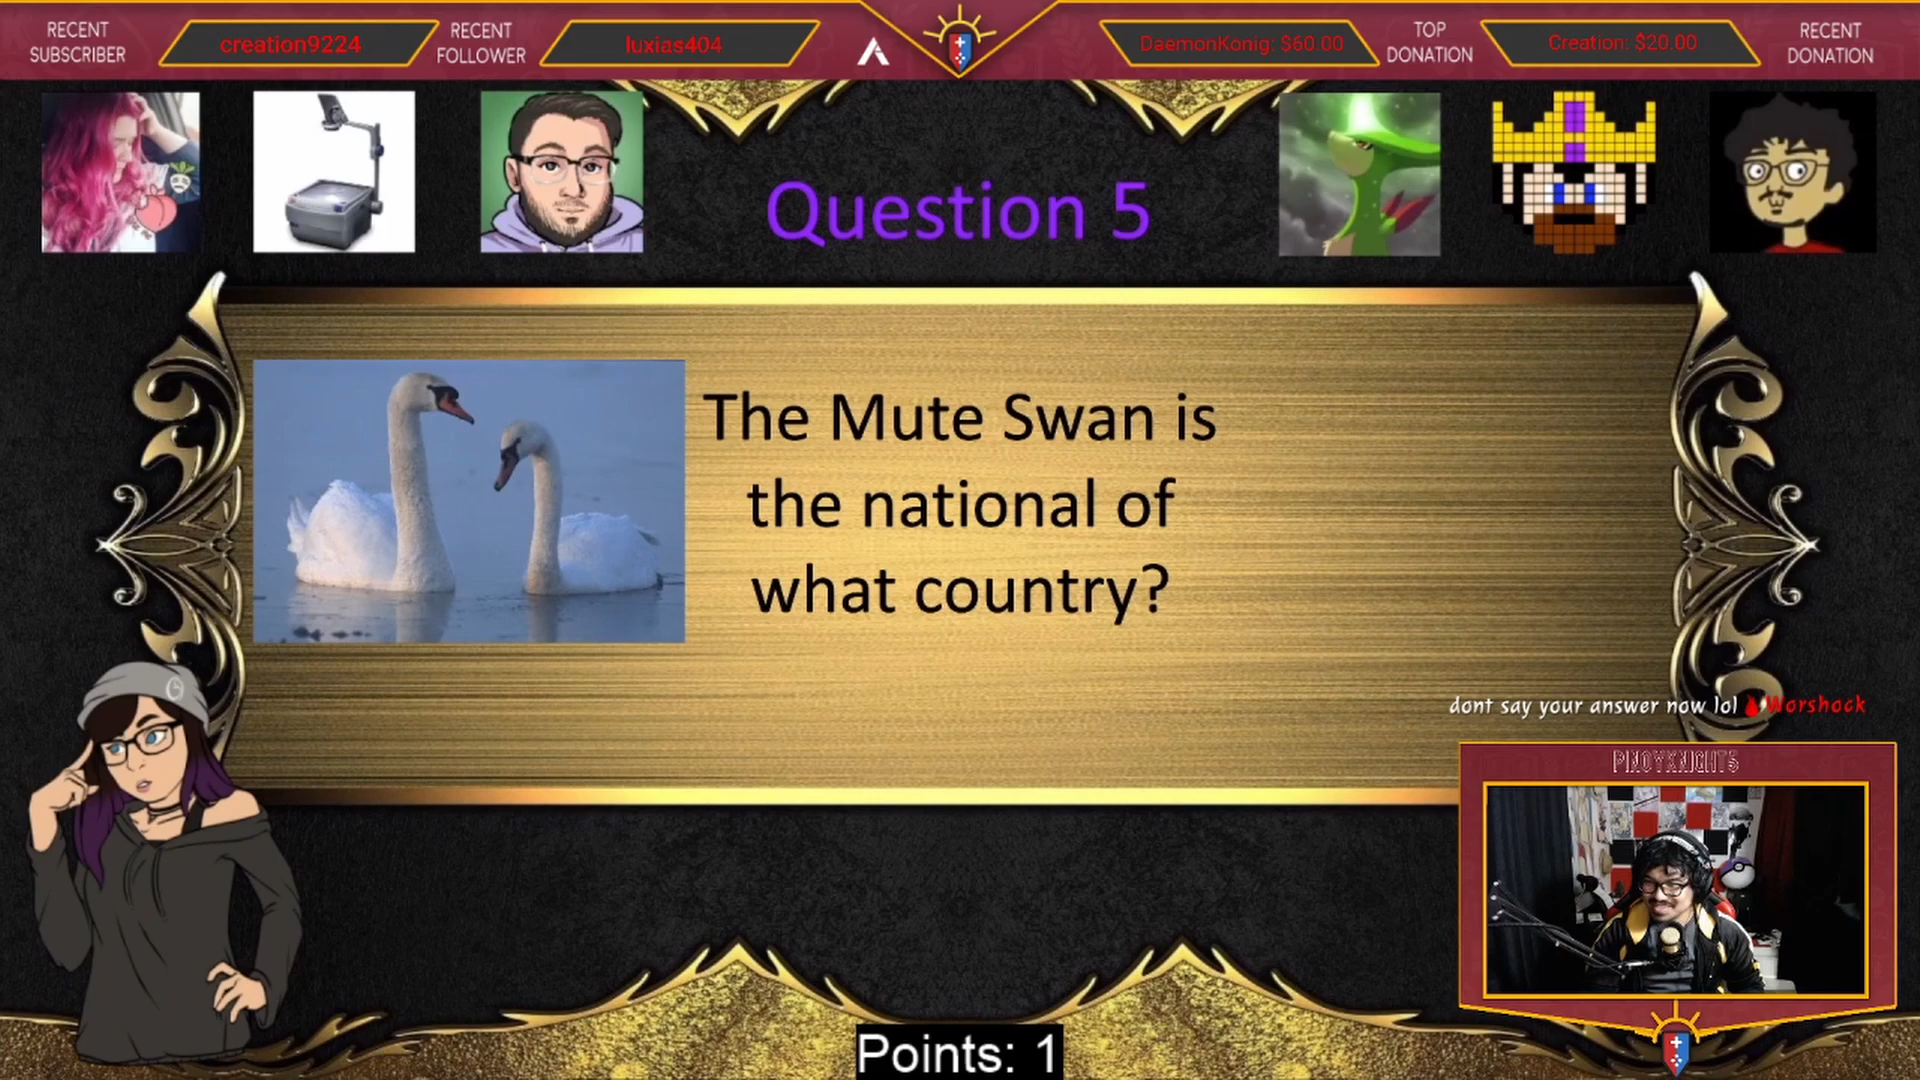 RECENT
SUBSCRIBER
creation9224
RECENT
FOLLOWER
luxias404
DaemonKonig: $60.00
TOP
DONATION
Creation: $20.00
RECENT
DONATION
Question 5
The Mute Swan is
the national of
what country?
dont say your answer now lol Worshock
PINOYKNIGHTS
Points: 1